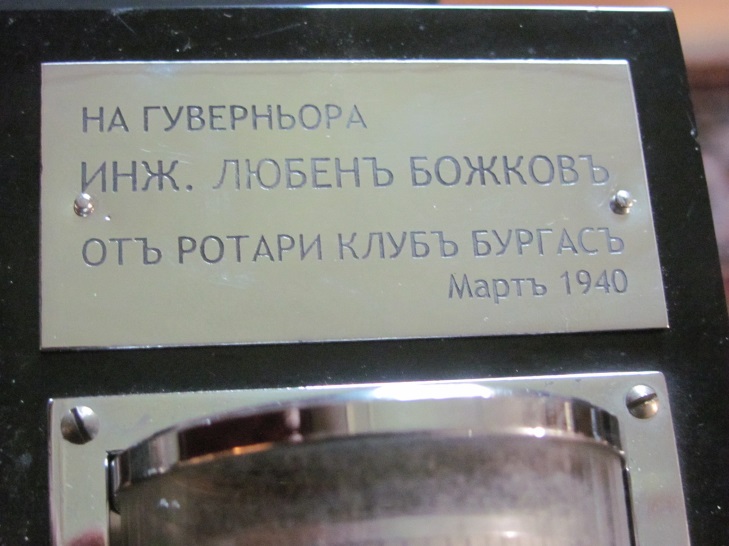 НА ГУВЕРНЬОРА
ИНЖ. ЛЮБЕНЪ БОЖКОВЪ
ОТЪ РОТАРИ КЛУБЪ БУРГАСЪ
Мартъ 1940